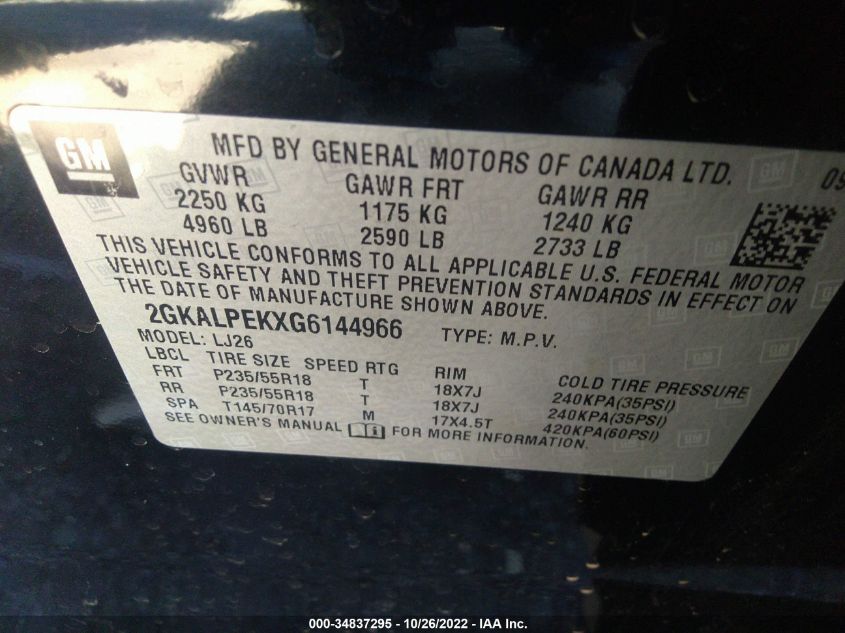 GM
MFD BY GENERAL MOTORS OF CANADA LTD.
09
GVWR GAWR FRT GAWR RR
2250 KG 1175 KG 1240 KG
4960 LB 2590 LB 2733 LB
THIS VEHICLE CONFORMS TO ALL APPLICABLE U.S. FEDERAL MOTOR
VEHICLE SAFETY AND THEFT PREVENTION STANDARDS IN EFFECT ON
THE DATE OF MANUFACTURE SHOWN ABOVE.
2GKALPEKXG6144966 TYPE: M.P.V.
MODEL: LJ26
LBCL TIRE SIZE SPEED RTG RIM COLD TIRE PRESSURE
FRT P235/55R18 T 18X7J 240KPA(35PSI)
RR P235/55R18 T 18X7J 240KPA(35PSI)
SPA T145/70R17 M 17X4.5T 420KPA(60PSI)
SEE OWNER'S MANUAL FOR MORE INFORMATION.
000-34837295 - 10/26/2022 - IAA Inc.